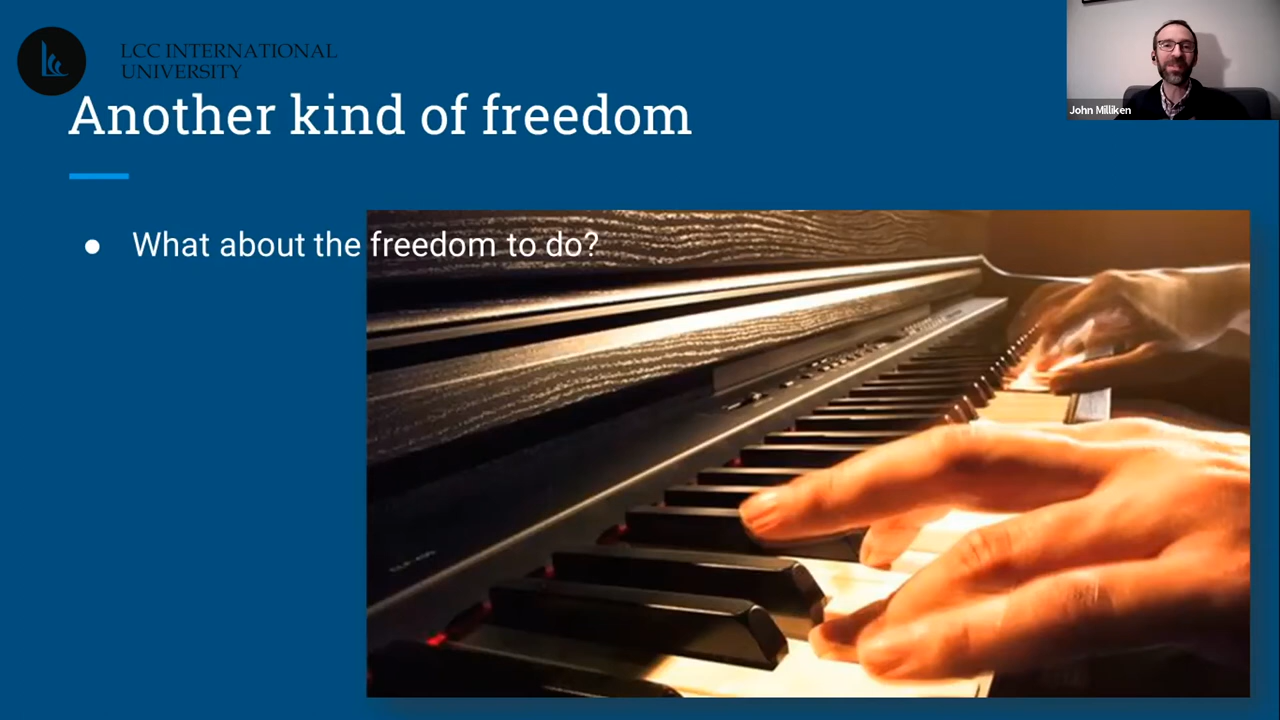 LCC INTERNATIONAL
UNIVERSITY
Another kind of freedom
● What about the freedom to do?
John Milliken